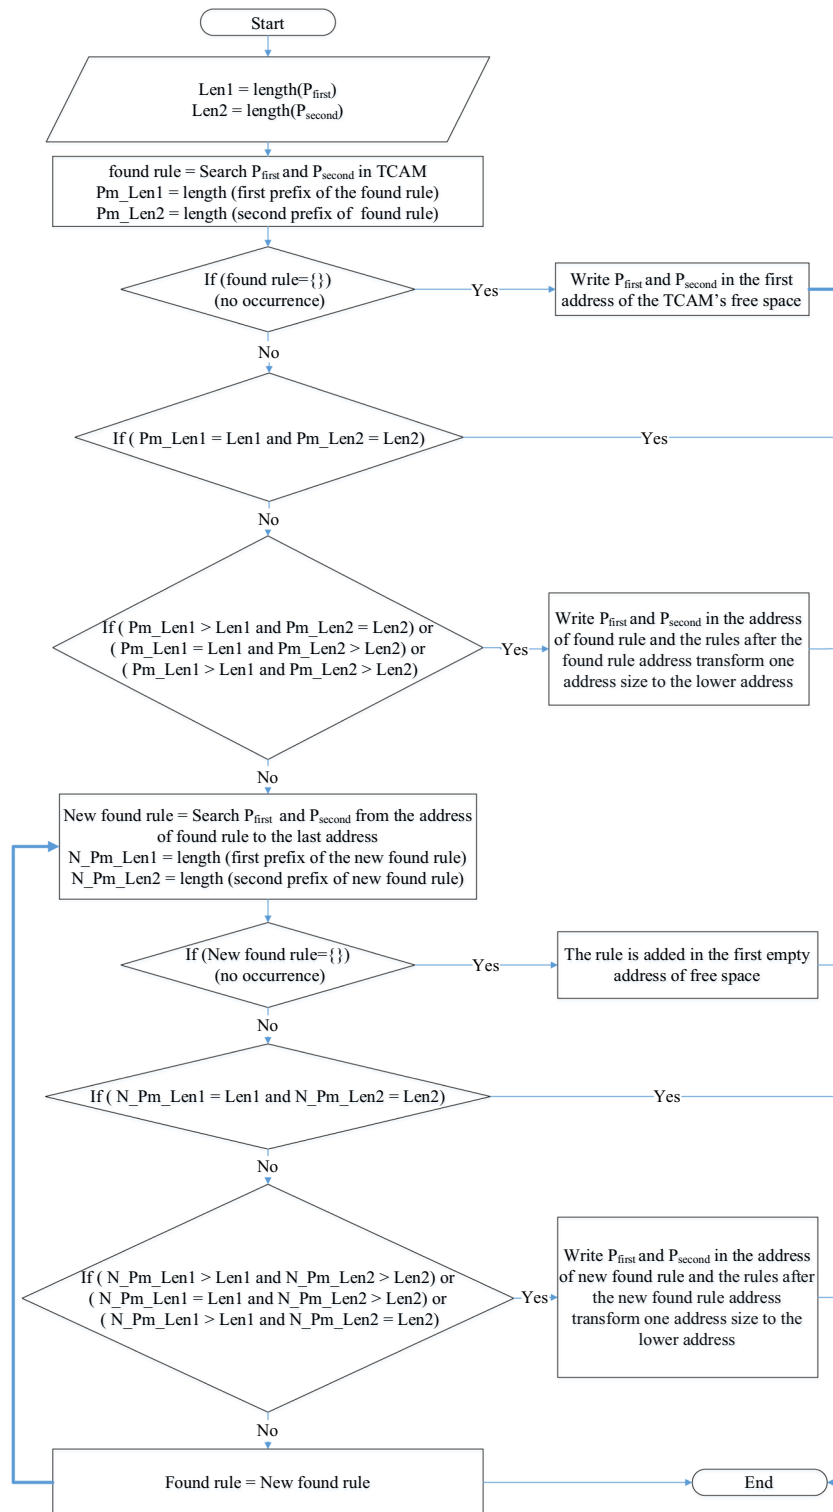 Start
Len1 = length(Pfirst)
Len2 = length(Psecond)
found rule = Search Pfirst and Psecond in TCAM
Pm_Len1 = length (first prefix of the found rule)
Pm_Len2 = length (second prefix of found rule)
If (found rule={})
(no occurrence)
Yes
Write Pfirst and Psecond in the first
address of the TCAM's free space
No
If ( Pm_Len1 = Len1 and Pm_Len2 = Len2)
Yes
No
If ( Pm_Len1 > Len1 and Pm_Len2 = Len2) or
( Pm_Len1 = Len1 and Pm_Len2 > Len2) or
( Pm_Len1 > Len1 and Pm_Len2 > Len2)
Yes
Write Pfirst and Psecond in the address
of found rule and the rules after the
found rule address transform one
address size to the lower address
No
New found rule = Search Pfirst and Psecond from the address
of found rule to the last address
N_Pm_Len1 = length (first prefix of the new found rule)
N_Pm_Len2 = length (second prefix of new found rule)
If (New found rule={})
(no occurrence)
Yes
The rule is added in the first empty
address of free space
No
If ( N_Pm_Len1 = Len1 and N_Pm_Len2 = Len2)
Yes
No
If ( N_Pm_Len1 > Len1 and N_Pm_Len2 > Len2) or
( N_Pm_Len1 = Len1 and N_Pm_Len2 > Len2) or
( N_Pm_Len1 > Len1 and N_Pm_Len2 = Len2)
Yes
Write Pfirst and Psecond in the address
of new found rule and the rules after
the new found rule address
transform one address size to the
lower address
No
Found rule = New found rule
End